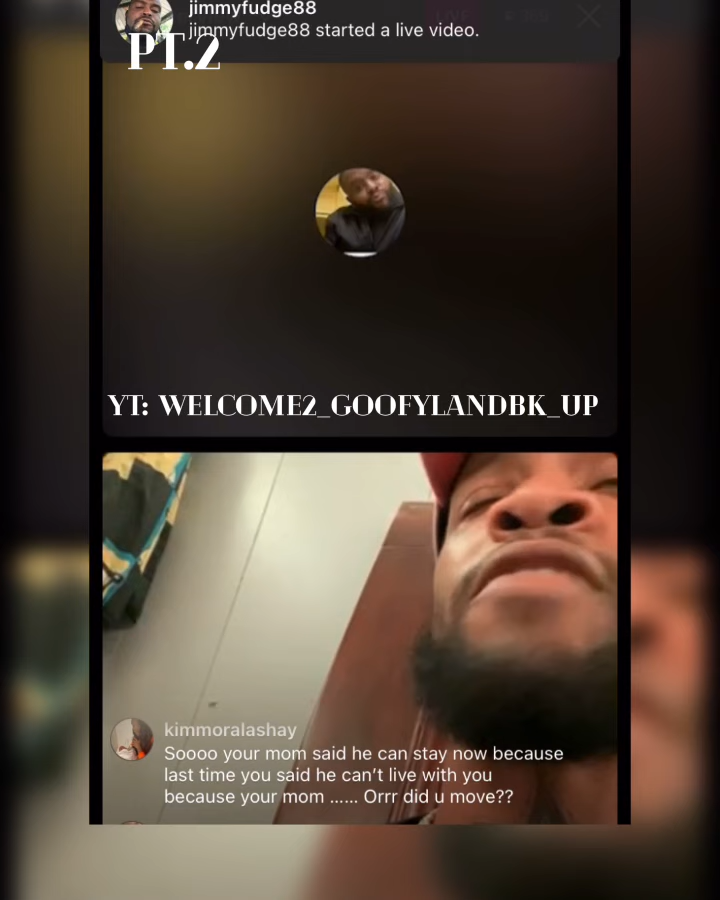 jimmyfudge88
jimmyfudge88 started a live video.
PT.2
YT: WELCOME2_GOOFYLANDBK_UP
kimmoralashay
Soooo your mom said he can stay now because
last time you said he can't live with you
because your mom ...... Orrr did u move??